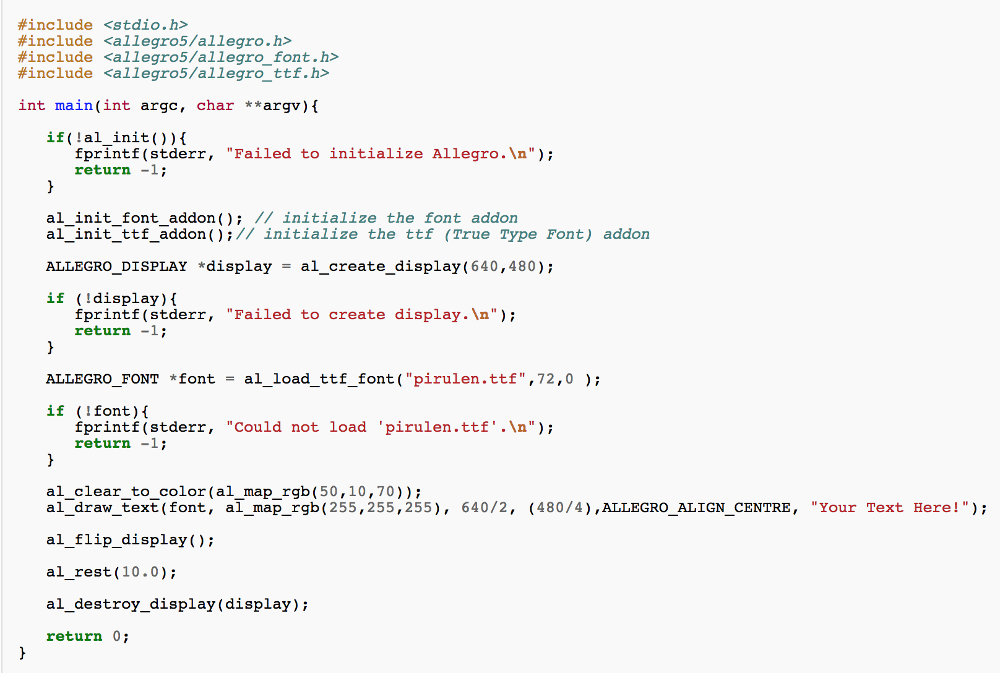 #include <stdio.h>
#include <allegro5/allegro.h>
#include <allegro5/allegro_font.h>
#include <allegro5/allegro_ttf.h>

int main(int argc, char **argv){

   if(!al_init()){
      fprintf(stderr, "Failed to initialize Allegro.\n");
      return -1;
   }

   al_init_font_addon(); // initialize the font addon
   al_init_ttf_addon();// initialize the ttf (True Type Font) addon

   ALLEGRO_DISPLAY *display = al_create_display(640,480);

   if (!display){
      fprintf(stderr, "Failed to create display.\n");
      return -1;
   }

   ALLEGRO_FONT *font = al_load_ttf_font("pirulen.ttf",72,0 );

   if (!font){
      fprintf(stderr, "Could not load 'pirulen.ttf'.\n");
      return -1;
   }

   al_clear_to_color(al_map_rgb(50,10,70));
   al_draw_text(font, al_map_rgb(255,255,255), 640/2, (480/4),ALLEGRO_ALIGN_CENTRE, "Your Text Here!");

   al_flip_display();

   al_rest(10.0);

   al_destroy_display(display);

   return 0;
}